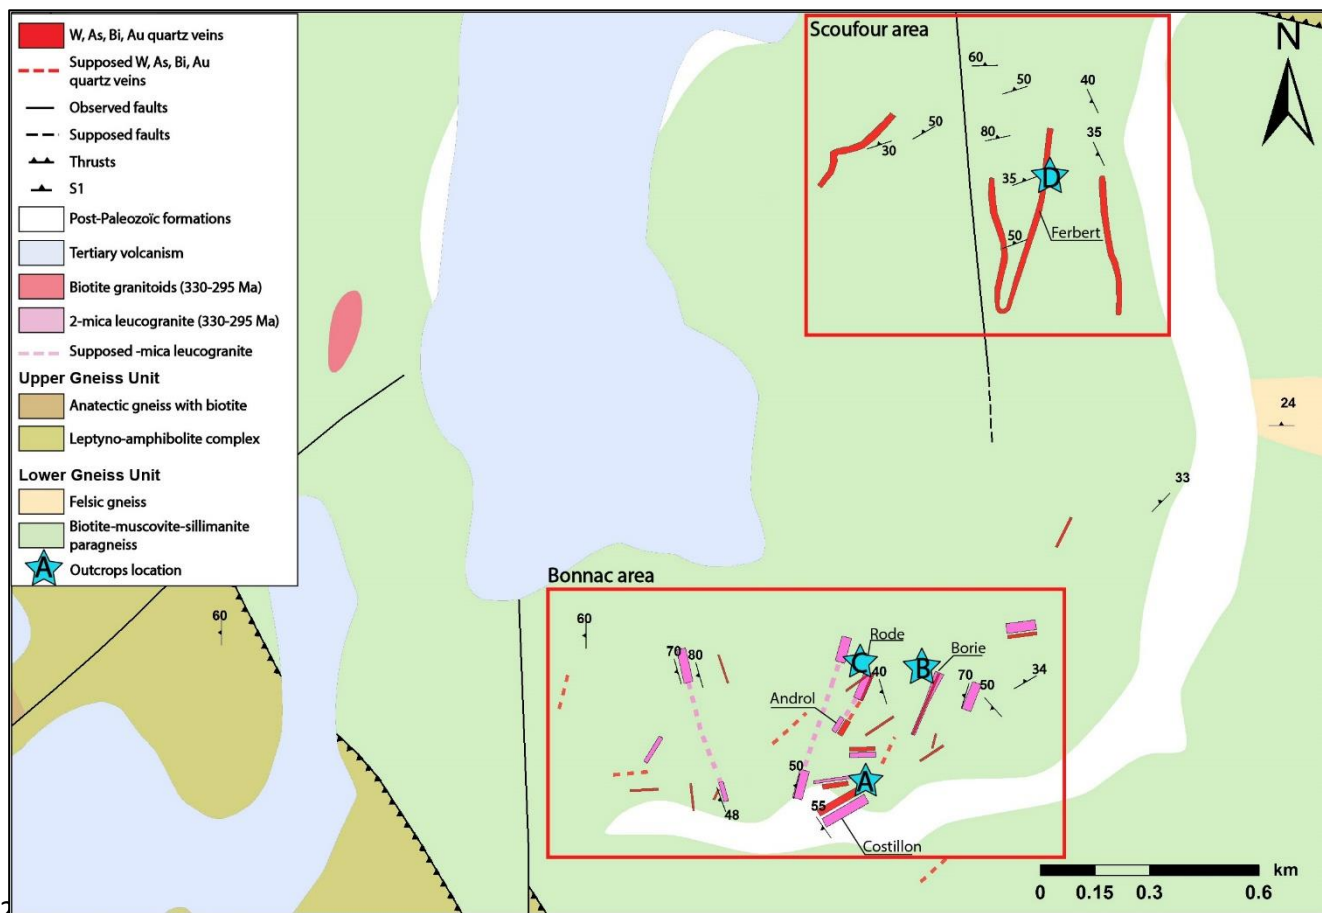 W, As, Bi, Au quartz veins
Supposed W, As, Bi, Au
quartz veins
Observed faults
Supposed faults
Thrusts
S1
Post-Paleozoïc formations
Tertiary volcanism
Biotite granitoids (330-295 Ma)
2-mica leucogranite (330-295 Ma)
Supposed -mica leucogranite
Upper Gneiss Unit
Anatectic gneiss with biotite
Leptyno-amphibolite complex
Lower Gneiss Unit
Felsic gneiss
Biotite-muscovite-sillimanite
paragneiss
A
Outcrops location
Scoufour area
N
60
50
40
50
80
35
30
35
D
Ferbert
50
24
33
Bonnac area
60
60
70
80
Rode
C
40
B
Borie
70
50
34
Androl
50
A
48
55
Costillon
km
0 0.15 0.3 0.6
2